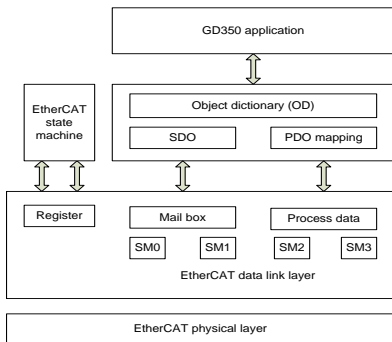 GD350 application
EtherCAT
state
machine
Object dictionary (OD)
SDO
PDO mapping
Register
Mail box
Process data
SM0
SM1
SM2
SM3
EtherCAT data link layer
EtherCAT physical layer